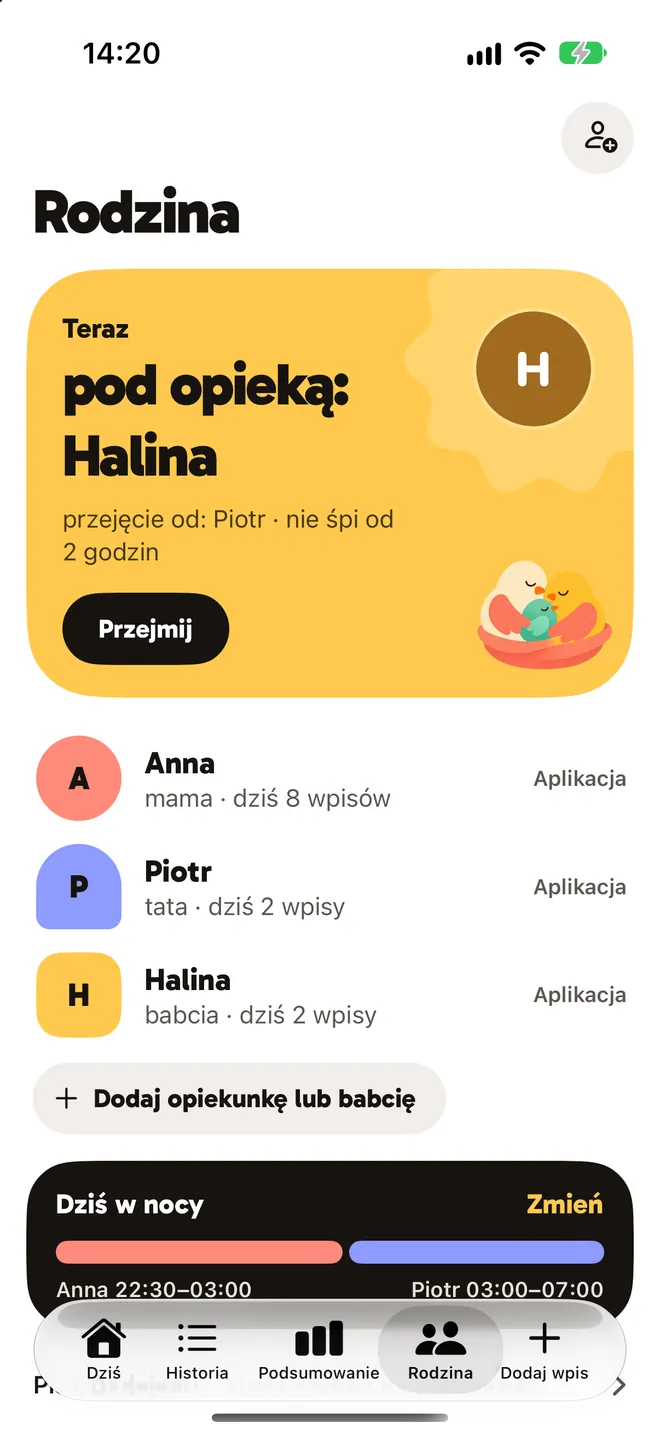 14:20
Rodzina
Teraz
pod opieką:
Halina
H
przejęcie od: Piotr · nie śpi od
2 godzin
Przejmij
A
Anna
mama · dziś 8 wpisów
Aplikacja
P
Piotr
tata · dziś 2 wpisy
Aplikacja
H
Halina
babcia · dziś 2 wpisy
Aplikacja
Dodaj opiekunkę lub babcię
Dziś w nocy
Zmień
Anna 22:30–03:00
Piotr 03:00–07:00
Dziś
Historia
Podsumowanie
Rodzina
Dodaj wpis